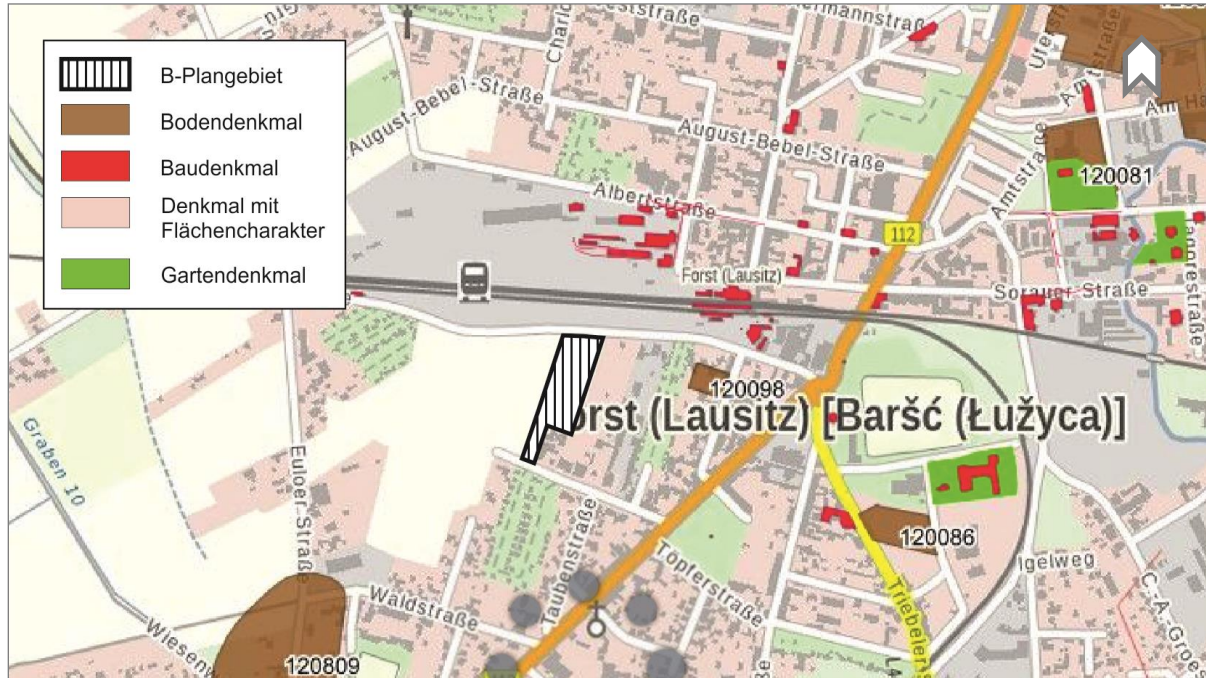 B-Plangebiet
Bodendenkmal
Baudenkmal
Denkmal mit
Flächencharakter
Gartendenkmal
August-Bebel-Straße
August-Bebel-Straße
Albertstraße
Amtstraße
120081
112
Forst (Lausitz)
Sorauer-Straße
120098
orst (Lausitz) [Baršć (Łužyca)]
Graben 10
Euloer-Straße
120086
Igelweg
Töpferstraße
Taubenstraße
Waldstraße
120809